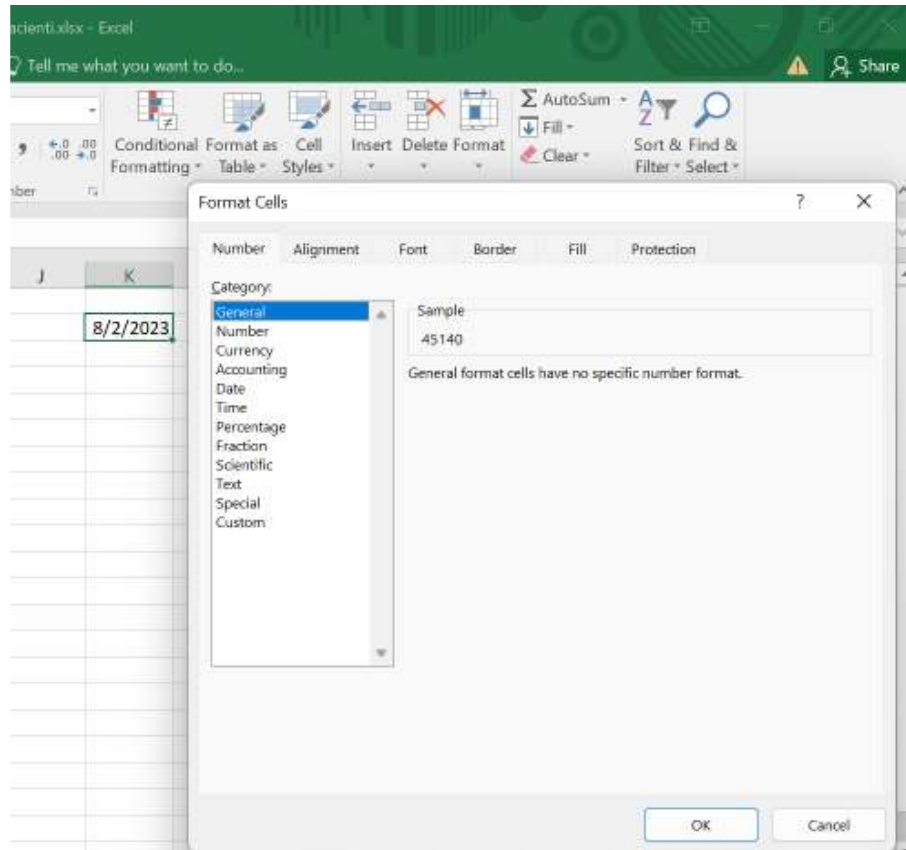 acienti.xlsx - Excel
Tell me what you want to do...
Share
Conditional Formatting
Format as Table
Cell Styles
Insert
Delete
Format
AutoSum
Fill
Clear
Sort & Filter
Find & Select
Format Cells
?
Number
Alignment
Font
Border
Fill
Protection
J
K
8/2/2023
Category:
General
Number
Currency
Accounting
Date
Time
Percentage
Fraction
Scientific
Text
Special
Custom
Sample
45140
General format cells have no specific number format.
OK
Cancel